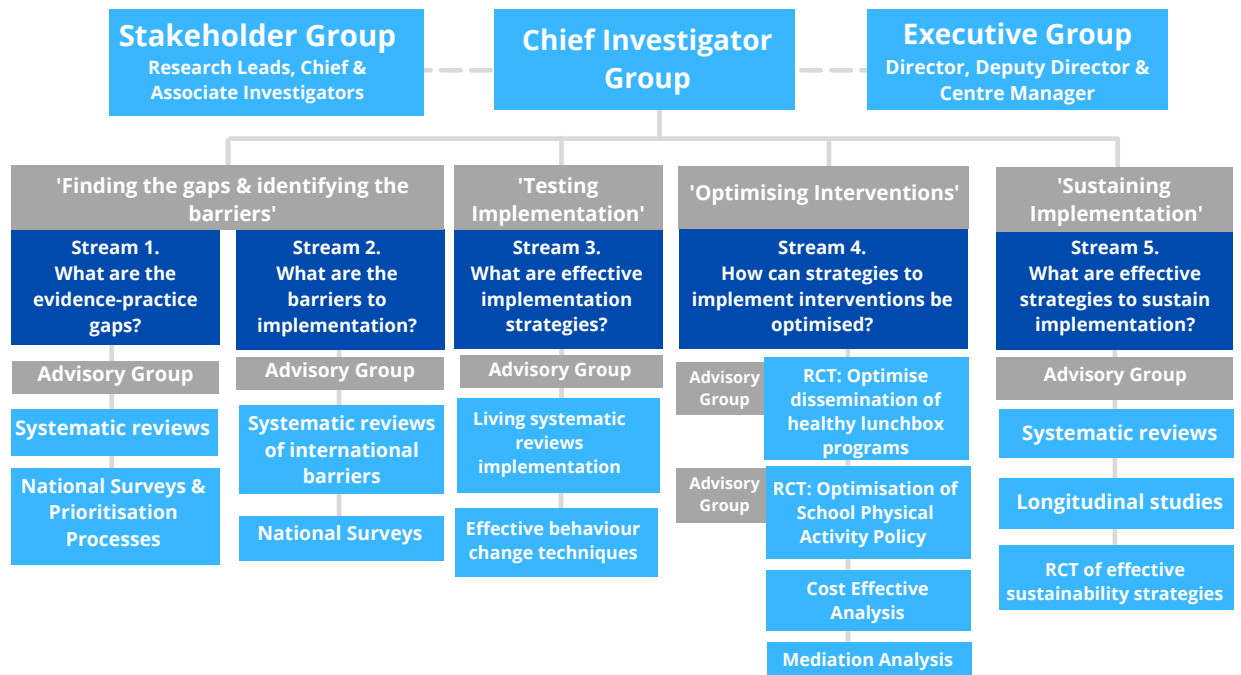 Stakeholder Group
Research Leads, Chief &
Associate Investigators
Chief Investigator
Group
Executive Group
Director, Deputy Director &
Centre Manager
'Finding the gaps & identifying the
barriers'
'Testing
Implementation'
'Optimising Interventions'
'Sustaining
Implementation'
Stream 1.
What are the
evidence-practice
gaps?
Advisory Group
Systematic reviews
National Surveys &
Prioritisation
Processes
Stream 2.
What are the
barriers to
implementation?
Advisory Group
Systematic reviews
of international
barriers
National Surveys
Stream 3.
What are effective
implementation
strategies?
Advisory Group
Living systematic
reviews
implementation
Effective behaviour
change techniques
Stream 4.
How can strategies to
implement interventions be
optimised?
Advisory
Group
RCT: Optimise
dissemination of
healthy lunchbox
programs
Advisory
Group
RCT: Optimisation of
School Physical
Activity Policy
Cost Effective
Analysis
Mediation Analysis
Stream 5.
What are effective
strategies to sustain
implementation?
Advisory Group
Systematic reviews
Longitudinal studies
RCT of effective
sustainability strategies